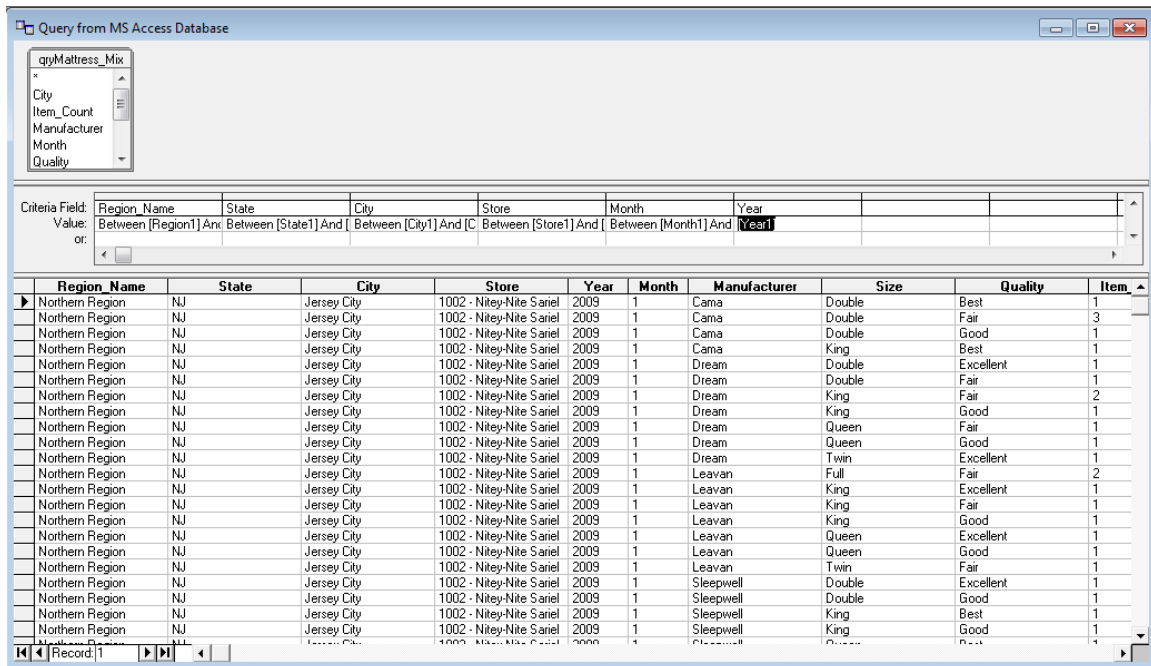 Query from MS Access Database
qryMattress_Mix
*
City
Item_Count
Manufacturer
Month
Quality
Criteria Field: Region_Name State City Store Month Year
Value: Between [Region1] And Between [State1] And [ Between [City1] And [C Between [Store1] And [ Between [Month1] And [Year1]
or:
Region_Name State City Store Year Month Manufacturer Size Quality Item_
Northern Region NJ Jersey City 1002 - Nitey-Nite Sariel 2009 1 Cama Double Best 1
Northern Region NJ Jersey City 1002 - Nitey-Nite Sariel 2009 1 Cama Double Fair 3
Northern Region NJ Jersey City 1002 - Nitey-Nite Sariel 2009 1 Cama Double Good 1
Northern Region NJ Jersey City 1002 - Nitey-Nite Sariel 2009 1 Cama King Best 1
Northern Region NJ Jersey City 1002 - Nitey-Nite Sariel 2009 1 Dream Double Excellent 1
Northern Region NJ Jersey City 1002 - Nitey-Nite Sariel 2009 1 Dream Double Fair 1
Northern Region NJ Jersey City 1002 - Nitey-Nite Sariel 2009 1 Dream King Fair 2
Northern Region NJ Jersey City 1002 - Nitey-Nite Sariel 2009 1 Dream King Good 1
Northern Region NJ Jersey City 1002 - Nitey-Nite Sariel 2009 1 Dream Queen Fair 1
Northern Region NJ Jersey City 1002 - Nitey-Nite Sariel 2009 1 Dream Queen Good 1
Northern Region NJ Jersey City 1002 - Nitey-Nite Sariel 2009 1 Dream Twin Excellent 1
Northern Region NJ Jersey City 1002 - Nitey-Nite Sariel 2009 1 Leavan Full Fair 2
Northern Region NJ Jersey City 1002 - Nitey-Nite Sariel 2009 1 Leavan King Excellent 1
Northern Region NJ Jersey City 1002 - Nitey-Nite Sariel 2009 1 Leavan King Fair 1
Northern Region NJ Jersey City 1002 - Nitey-Nite Sariel 2009 1 Leavan King Good 1
Northern Region NJ Jersey City 1002 - Nitey-Nite Sariel 2009 1 Leavan Queen Excellent 1
Northern Region NJ Jersey City 1002 - Nitey-Nite Sariel 2009 1 Leavan Queen Good 1
Northern Region NJ Jersey City 1002 - Nitey-Nite Sariel 2009 1 Leavan Twin Fair 1
Northern Region NJ Jersey City 1002 - Nitey-Nite Sariel 2009 1 Sleepwell Double Excellent 1
Northern Region NJ Jersey City 1002 - Nitey-Nite Sariel 2009 1 Sleepwell Double Good 1
Northern Region NJ Jersey City 1002 - Nitey-Nite Sariel 2009 1 Sleepwell King Best 1
Northern Region NJ Jersey City 1002 - Nitey-Nite Sariel 2009 1 Sleepwell King Good 1
Record: 1